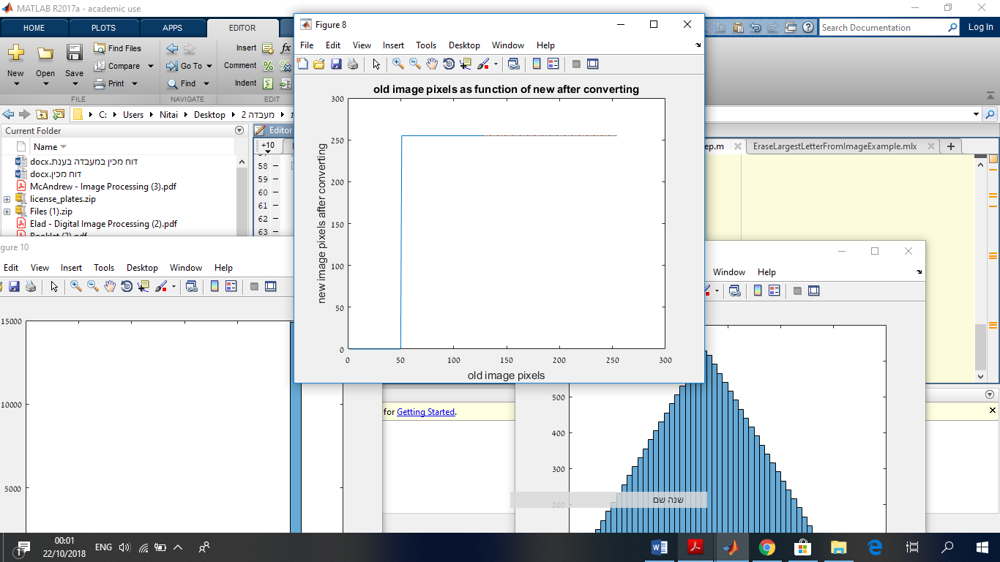 MATLAB R2017a - academic use
HOME PLOTS APPS EDITOR
Search Documentation
Log In
New Open Save
Find Files
Compare
Print
Go To
Find
Insert
Comment
Indent
FILE NAVIGATE EDIT
C: Users Nitai Desktop מעבדה 2
Current Folder
Name
דוח מכין במעבדה בענת.docx
דוח מכין.docx
McAndrew - Image Processing (3).pdf
license_plates.zip
Files (1).zip
Elad - Digital Image Processing (2).pdf
Booklet (2).pdf
Editor
+10
58
59
60
61
62
63
ep.m
EraseLargestLetterFromImageExample.mlx
Figure 8
File Edit View Insert Tools Desktop Window Help
old image pixels as function of new after converting
new image pixels after converting
300
250
200
150
100
50
0
0 50 100 150 200 250 300
old image pixels
gure 10
Edit View Insert Tools Desktop Window Help
15000
10000
5000
for Getting Started.
Window Help
500
400
300
200
שנה שם
1
00:01
22/10/2018
ENG